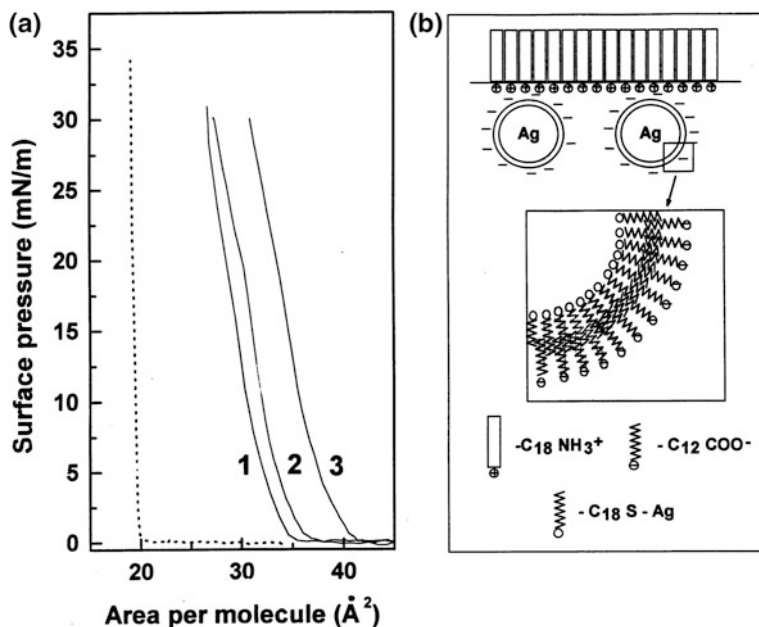 (a)
35
30
25
20
15
10
5
0
Surface pressure (mN/m)
1 2 3
20 30 40
Area per molecule (Å²)
(b)
Ag Ag
-C18 NH3+ - C12 COO-
- C18 S - Ag